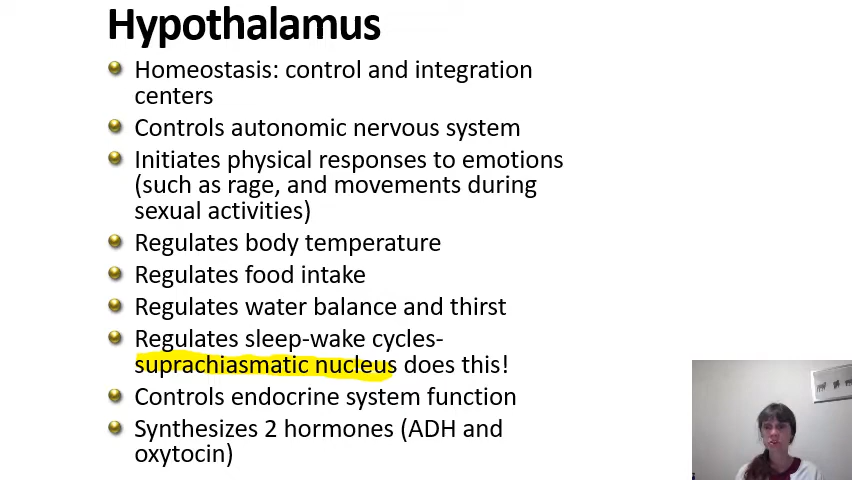 Hypothalamus
Homeostasis: control and integration
centers
Controls autonomic nervous system
Initiates physical responses to emotions
(such as rage, and movements during
sexual activities)
Regulates body temperature
Regulates food intake
Regulates water balance and thirst
Regulates sleep-wake cycles-
suprachiasmatic nucleus does this!
Controls endocrine system function
Synthesizes 2 hormones (ADH and
oxytocin)